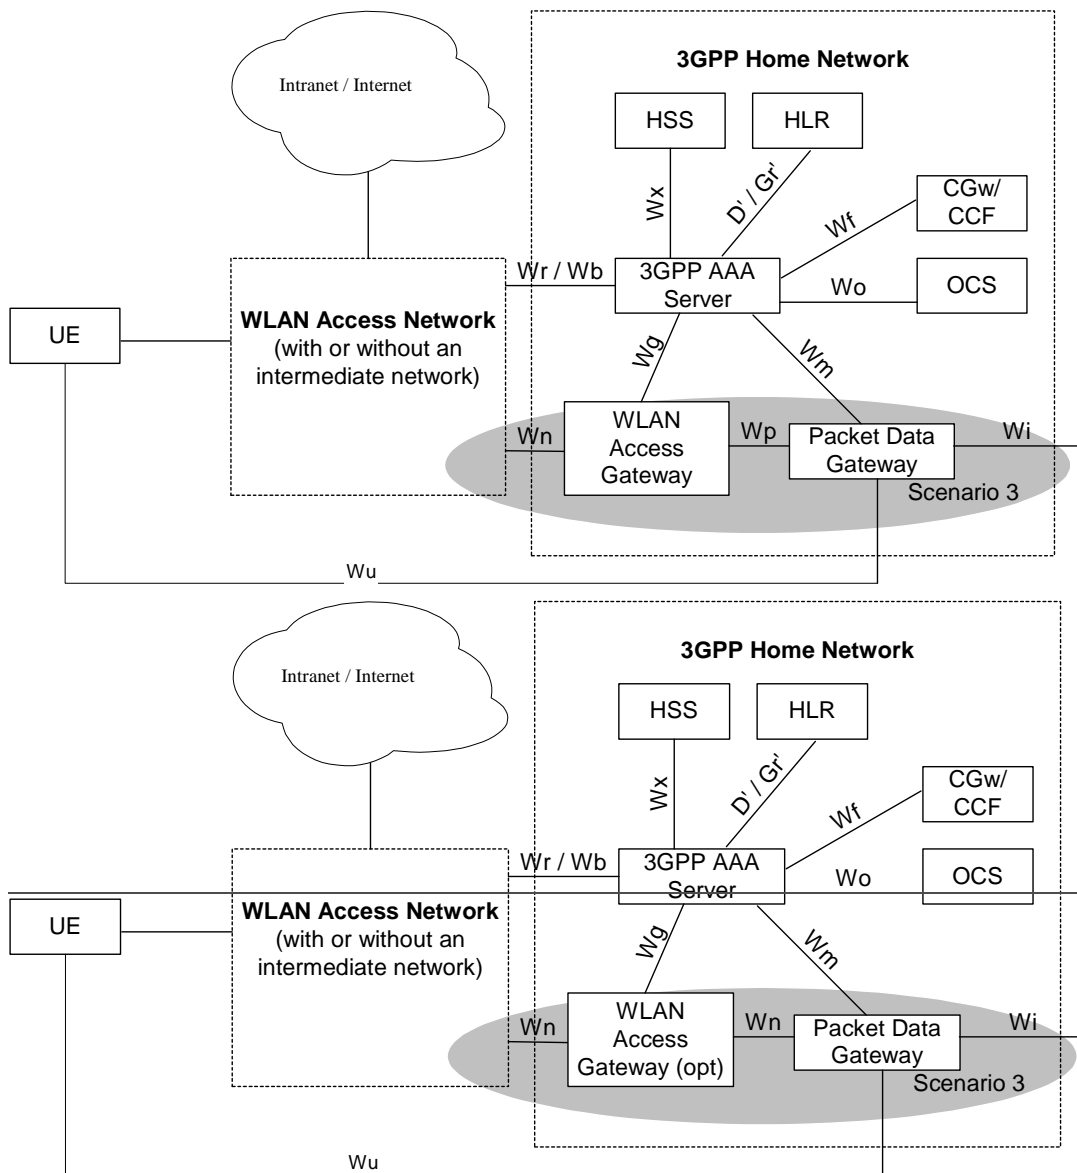 3GPP Home Network
Intranet / Internet
HSS
HLR
Wx
D' / Gr'
CGw/
CCF
Wf
Wr / Wb
3GPP AAA
Server
Wo
OCS
UE
WLAN Access Network
(with or without an
intermediate network)
Wg
Wm
Wn
WLAN
Access
Gateway
Wp
Packet Data
Gateway
Wi
Scenario 3
Wu
3GPP Home Network
Intranet / Internet
HSS
HLR
Wx
D' / Gr'
CGw/
CCF
Wf
Wr / Wb
3GPP AAA
Server
Wo
OCS
UE
WLAN Access Network
(with or without an
intermediate network)
Wg
Wm
Wn
WLAN
Access
Gateway (opt)
Wn
Packet Data
Gateway
Wi
Scenario 3
Wu